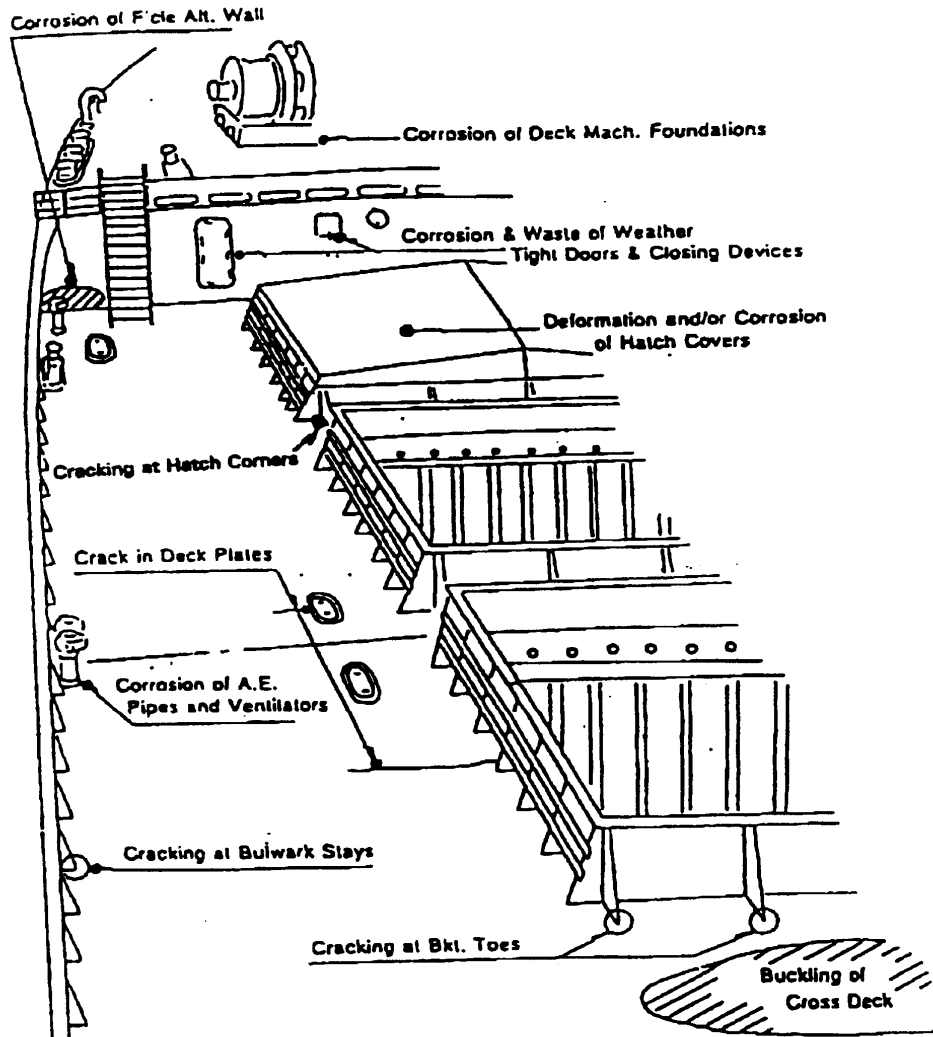 Corrosion of F'cle Aft. Wall
Corrosion of Deck Mach. Foundations
Corrosion & Waste of Weather
Tight Doors & Closing Devices
Deformation and/or Corrosion
of Hatch Covers
Cracking at Hatch Corners
Crack in Deck Plates
Corrosion of A.E.
Pipes and Ventilators
Cracking at Bulwark Stays
Cracking at Bkt. Toes
Buckling of
Cross Deck